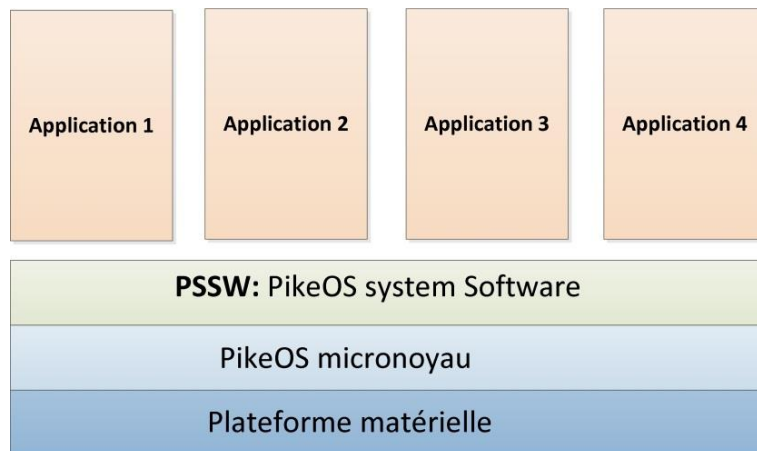 Application 1
Application 2
Application 3
Application 4
PSSW: PikeOS system Software
PikeOS micronoyau
Plateforme matérielle